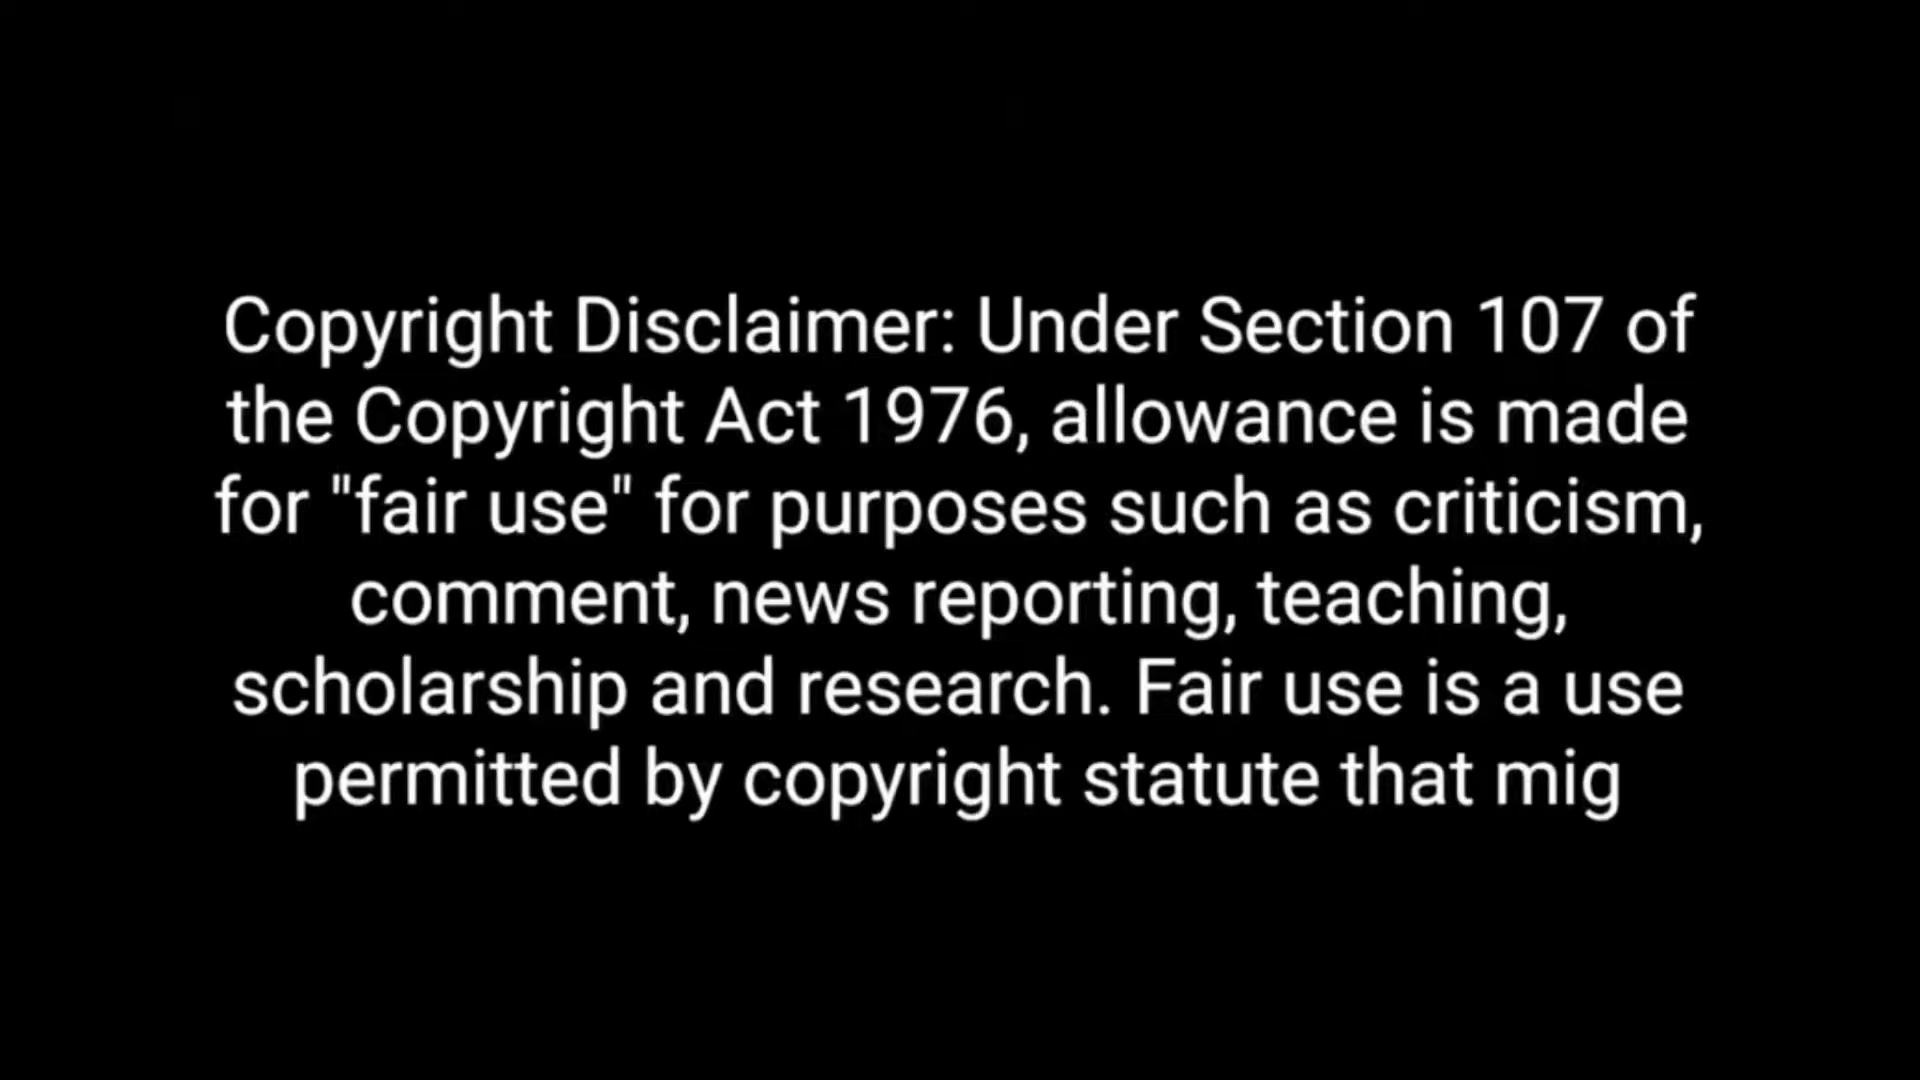 Copyright Disclaimer: Under Section 107 of
the Copyright Act 1976, allowance is made
for "fair use" for purposes such as criticism,
comment, news reporting, teaching,
scholarship and research. Fair use is a use
permitted by copyright statute that mig